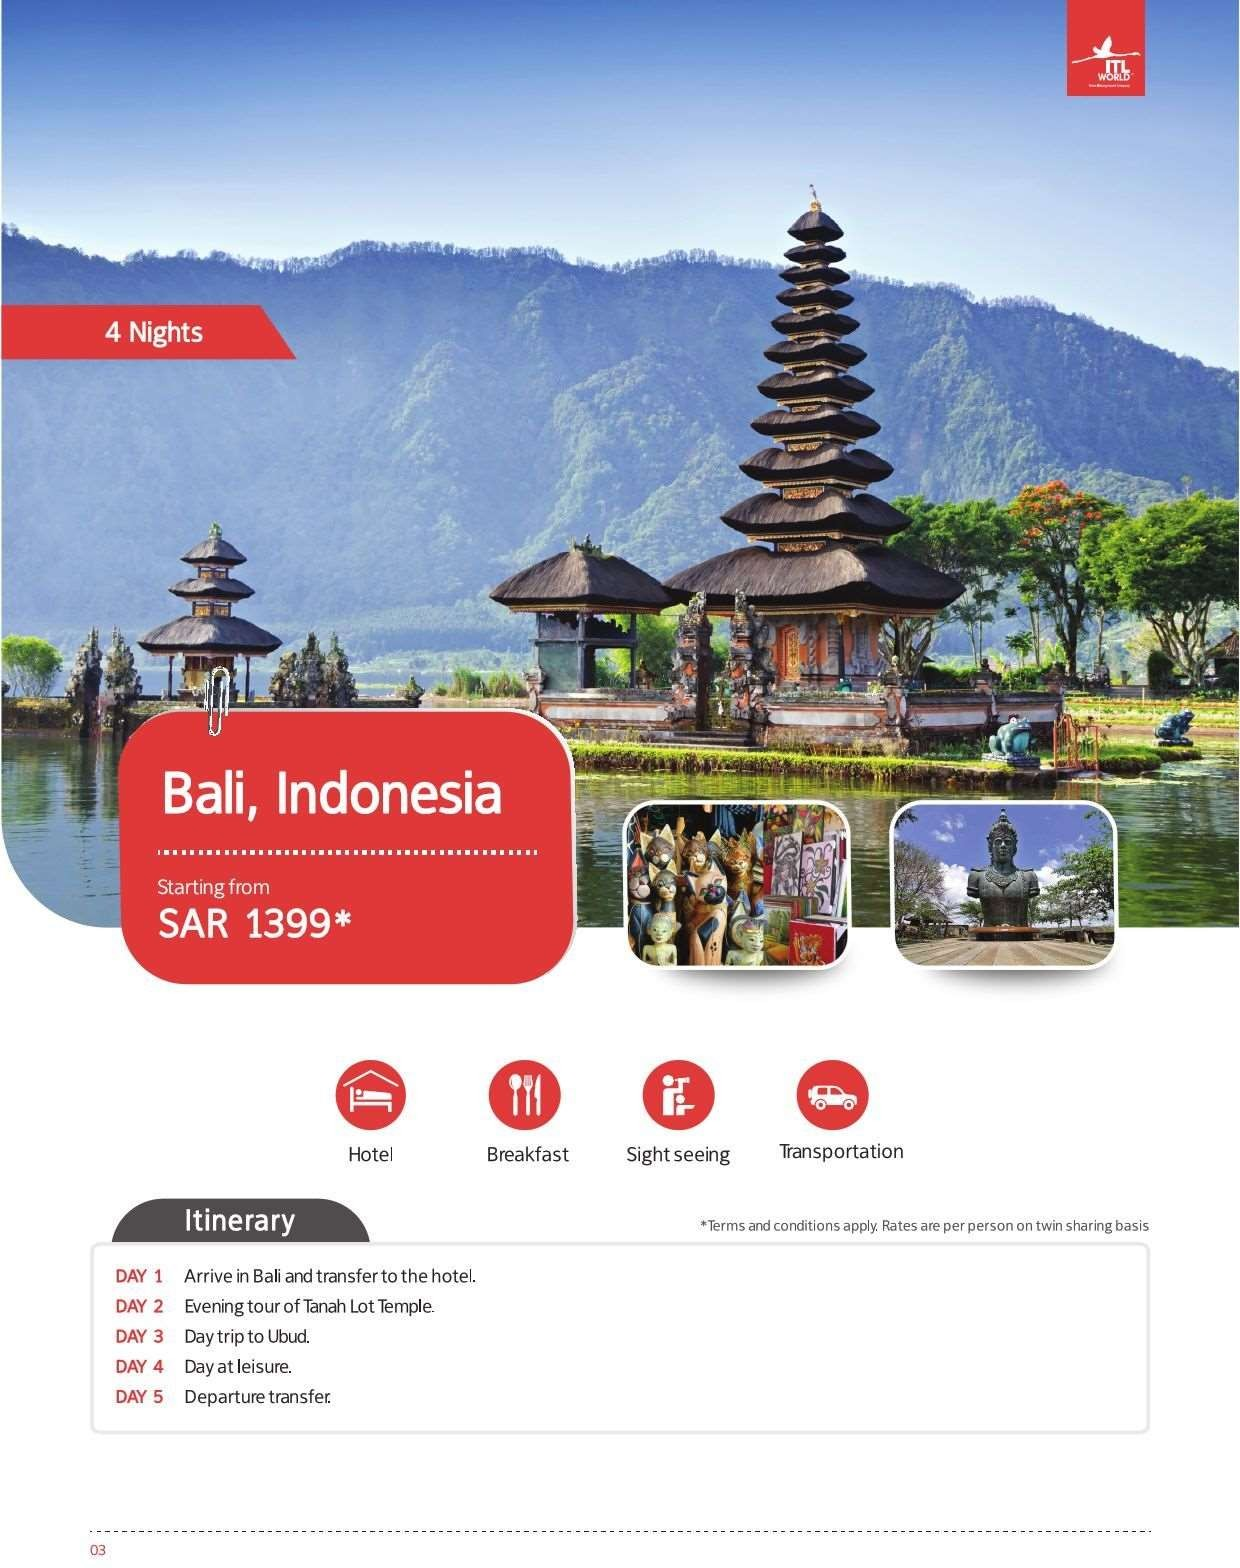 ITL
WORLD
4 Nights
Bali, Indonesia
Starting from
SAR 1399*
Hotel
Breakfast
Sight seeing
Transportation
Itinerary
*Terms and conditions apply. Rates are per person on twin sharing basis
DAY 1 Arrive in Bali and transfer to the hotel.
DAY 2 Evening tour of Tanah Lot Temple.
DAY 3 Day trip to Ubud.
DAY 4 Day at leisure.
DAY 5 Departure transfer.
03